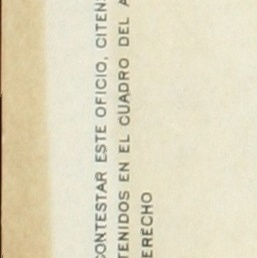 CONTESTAR ESTE OFICIO, CITEN
TENIDOS EN EL CUADRO DEL A
ERECHO